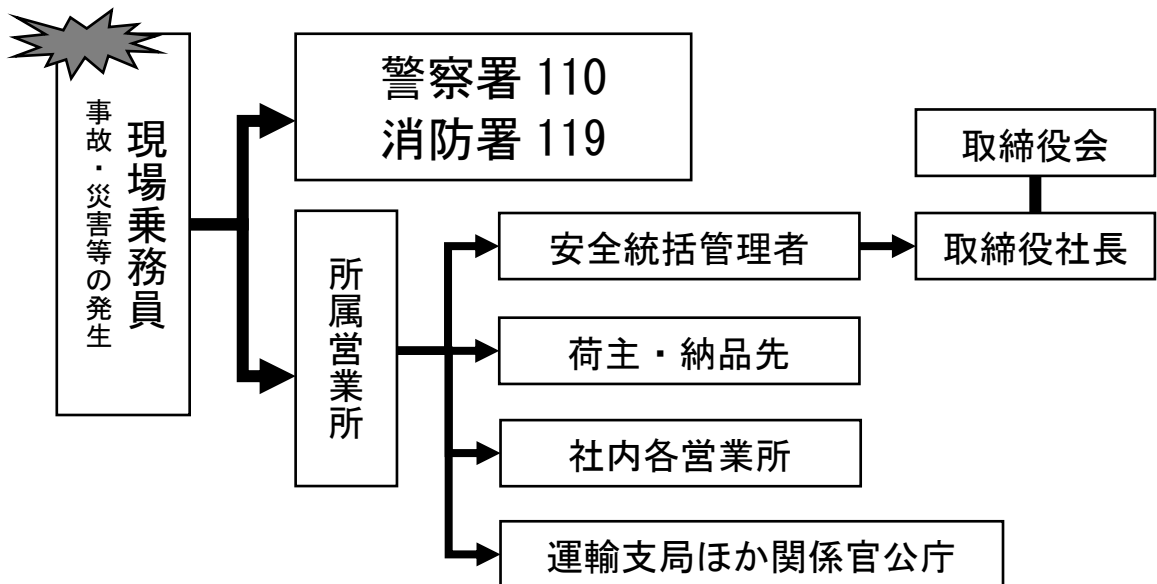 現場乗務員
事故・災害等の発生
警察署 110
消防署 119
所属営業所
安全統括管理者
取締役会
取締役社長
荷主・納品先
社内各営業所
運輸支局ほか関係官公庁